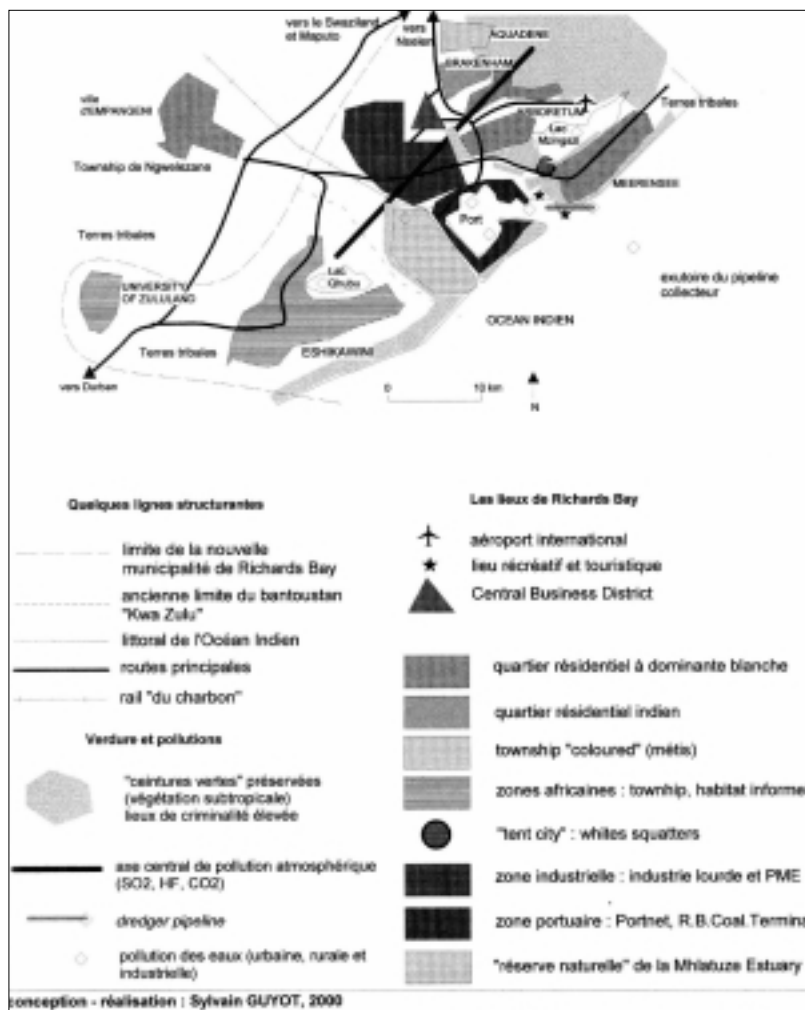 vers le Swaziland
et Maputo
vers
AQUADENE
BRAKENHAM
ville
d'EMPANGENI
ARBORETUM
Terres tribales
Lac
Mzingazi
Township de Ngwelezane
MEERENSEE
Port
Terres tribales
Lac
Qhubu
UNIVERSITY
OF ZULULAND
exutoire du pipeline
collecteur
OCEAN INDIEN
Terres tribales
ESHIKAWINI
vers Durban
0
10 km
N
Quelques lignes structurantes
limite de la nouvelle
municipalité de Richards Bay
ancienne limite du bantoustan
"Kwa Zulu"
littoral de l'Océan Indien
routes principales
rail "du charbon"
Verdure et pollutions
"ceintures vertes" préservées
(végétation subtropicale)
lieux de criminalité élevée
axe central de pollution atmosphérique
(SO2, HF, CO2)
dredger pipeline
pollution des eaux (urbaine, rurale et
industrielle)
Les lieux de Richards Bay
aéroport international
lieu récréatif et touristique
Central Business District
quartier résidentiel à dominante blanche
quartier résidentiel indien
township "coloured" (métis)
zones africaines : townhip, habitat informe
"tent city" : whites squatters
zone industrielle : industrie lourde et PME
zone portuaire : Portnet, R.B.Coal.Termina
"réserve naturelle" de la Mhlatuze Estuary
conception - réalisation : Sylvain GUYOT, 2000